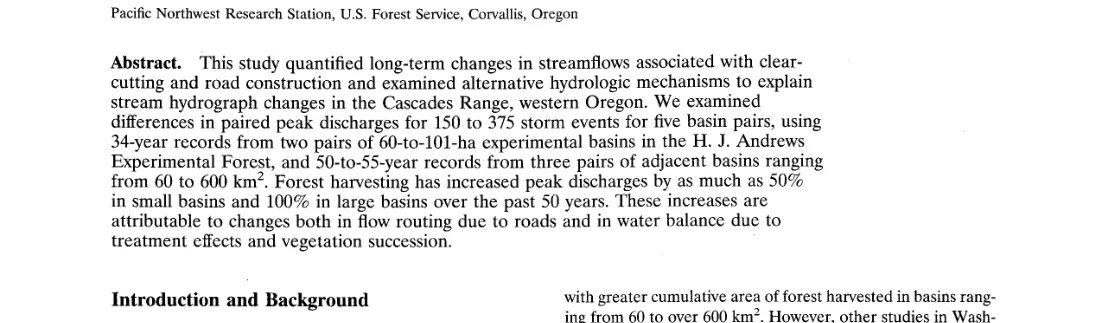 Pacific Northwest Research Station, U.S. Forest Service, Corvallis, Oregon
Abstract. This study quantified long-term changes in streamflows associated with clear-
cutting and road construction and examined alternative hydrologic mechanisms to explain
stream hydrograph changes in the Cascades Range, western Oregon. We examined
differences in paired peak discharges for 150 to 375 storm events for five basin pairs, using
34-year records from two pairs of 60-to-101-ha experimental basins in the H. J. Andrews
Experimental Forest, and 50-to-55-year records from three pairs of adjacent basins ranging
from 60 to 600 km². Forest harvesting has increased peak discharges by as much as 50%
in small basins and 100% in large basins over the past 50 years. These increases are
attributable to changes both in flow routing due to roads and in water balance due to
treatment effects and vegetation succession.
Introduction and Background
with greater cumulative area of forest harvested in basins rang-
ing from 60 to over 600 km². However, other studies in Wash-